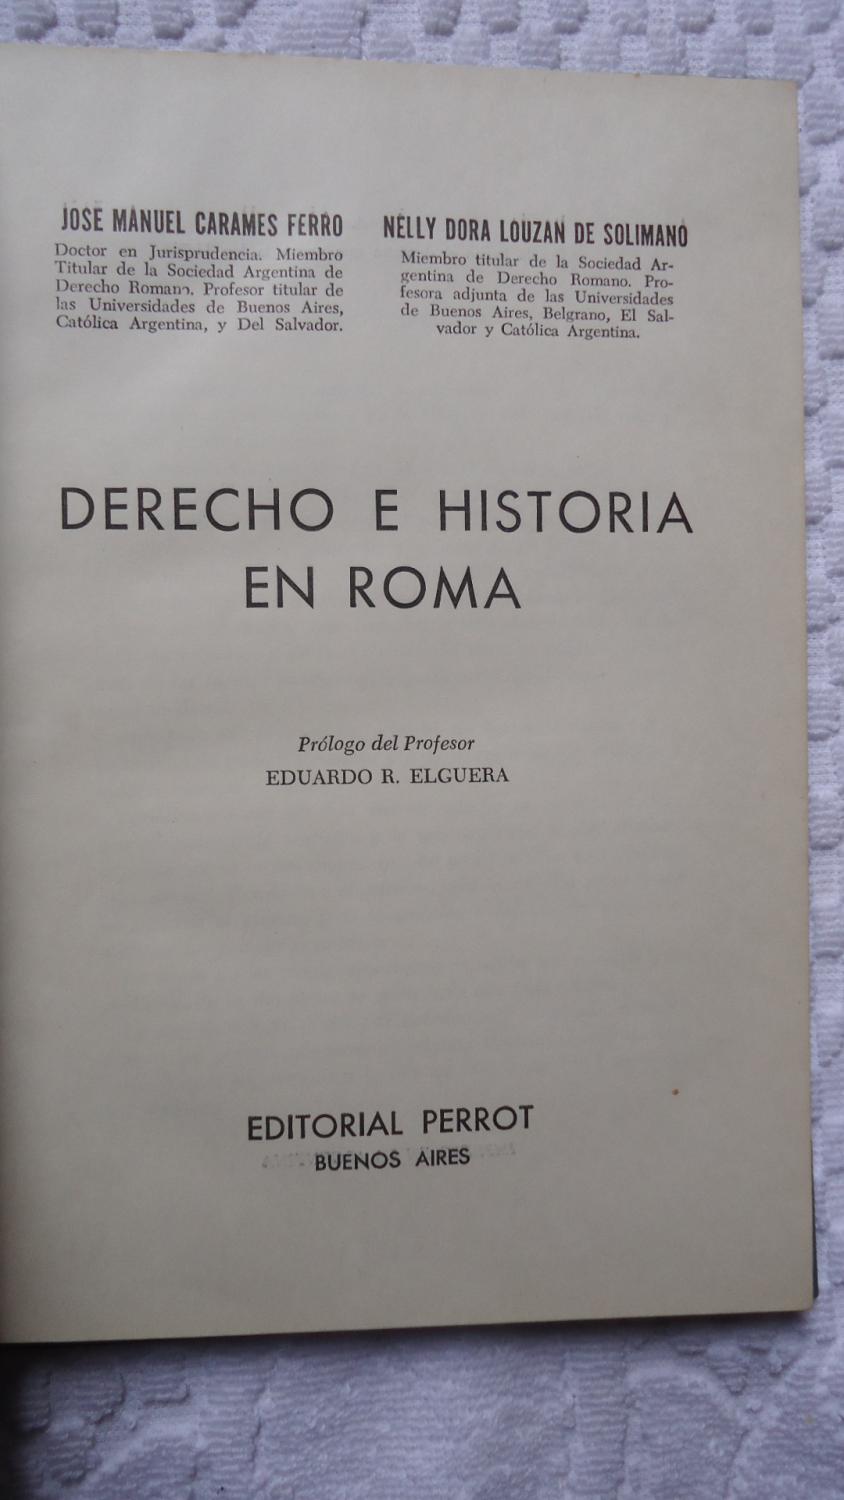 JOSE MANUEL CARAMES FERRO
Doctor en Jurisprudencia. Miembro
Titular de la Sociedad Argentina de
Derecho Romano. Profesor titular de
las Universidades de Buenos Aires,
Católica Argentina, y Del Salvador.
NELLY DORA LOUZAN DE SOLIMANO
Miembro titular de la Sociedad Ar-
gentina de Derecho Romano. Pro-
fesora adjunta de las Universidades
de Buenos Aires, Belgrano, El Sal-
vador y Católica Argentina.
DERECHO E HISTORIA
EN ROMA
Prólogo del Profesor
EDUARDO R. ELGUERA
EDITORIAL PERROT
BUENOS AIRES